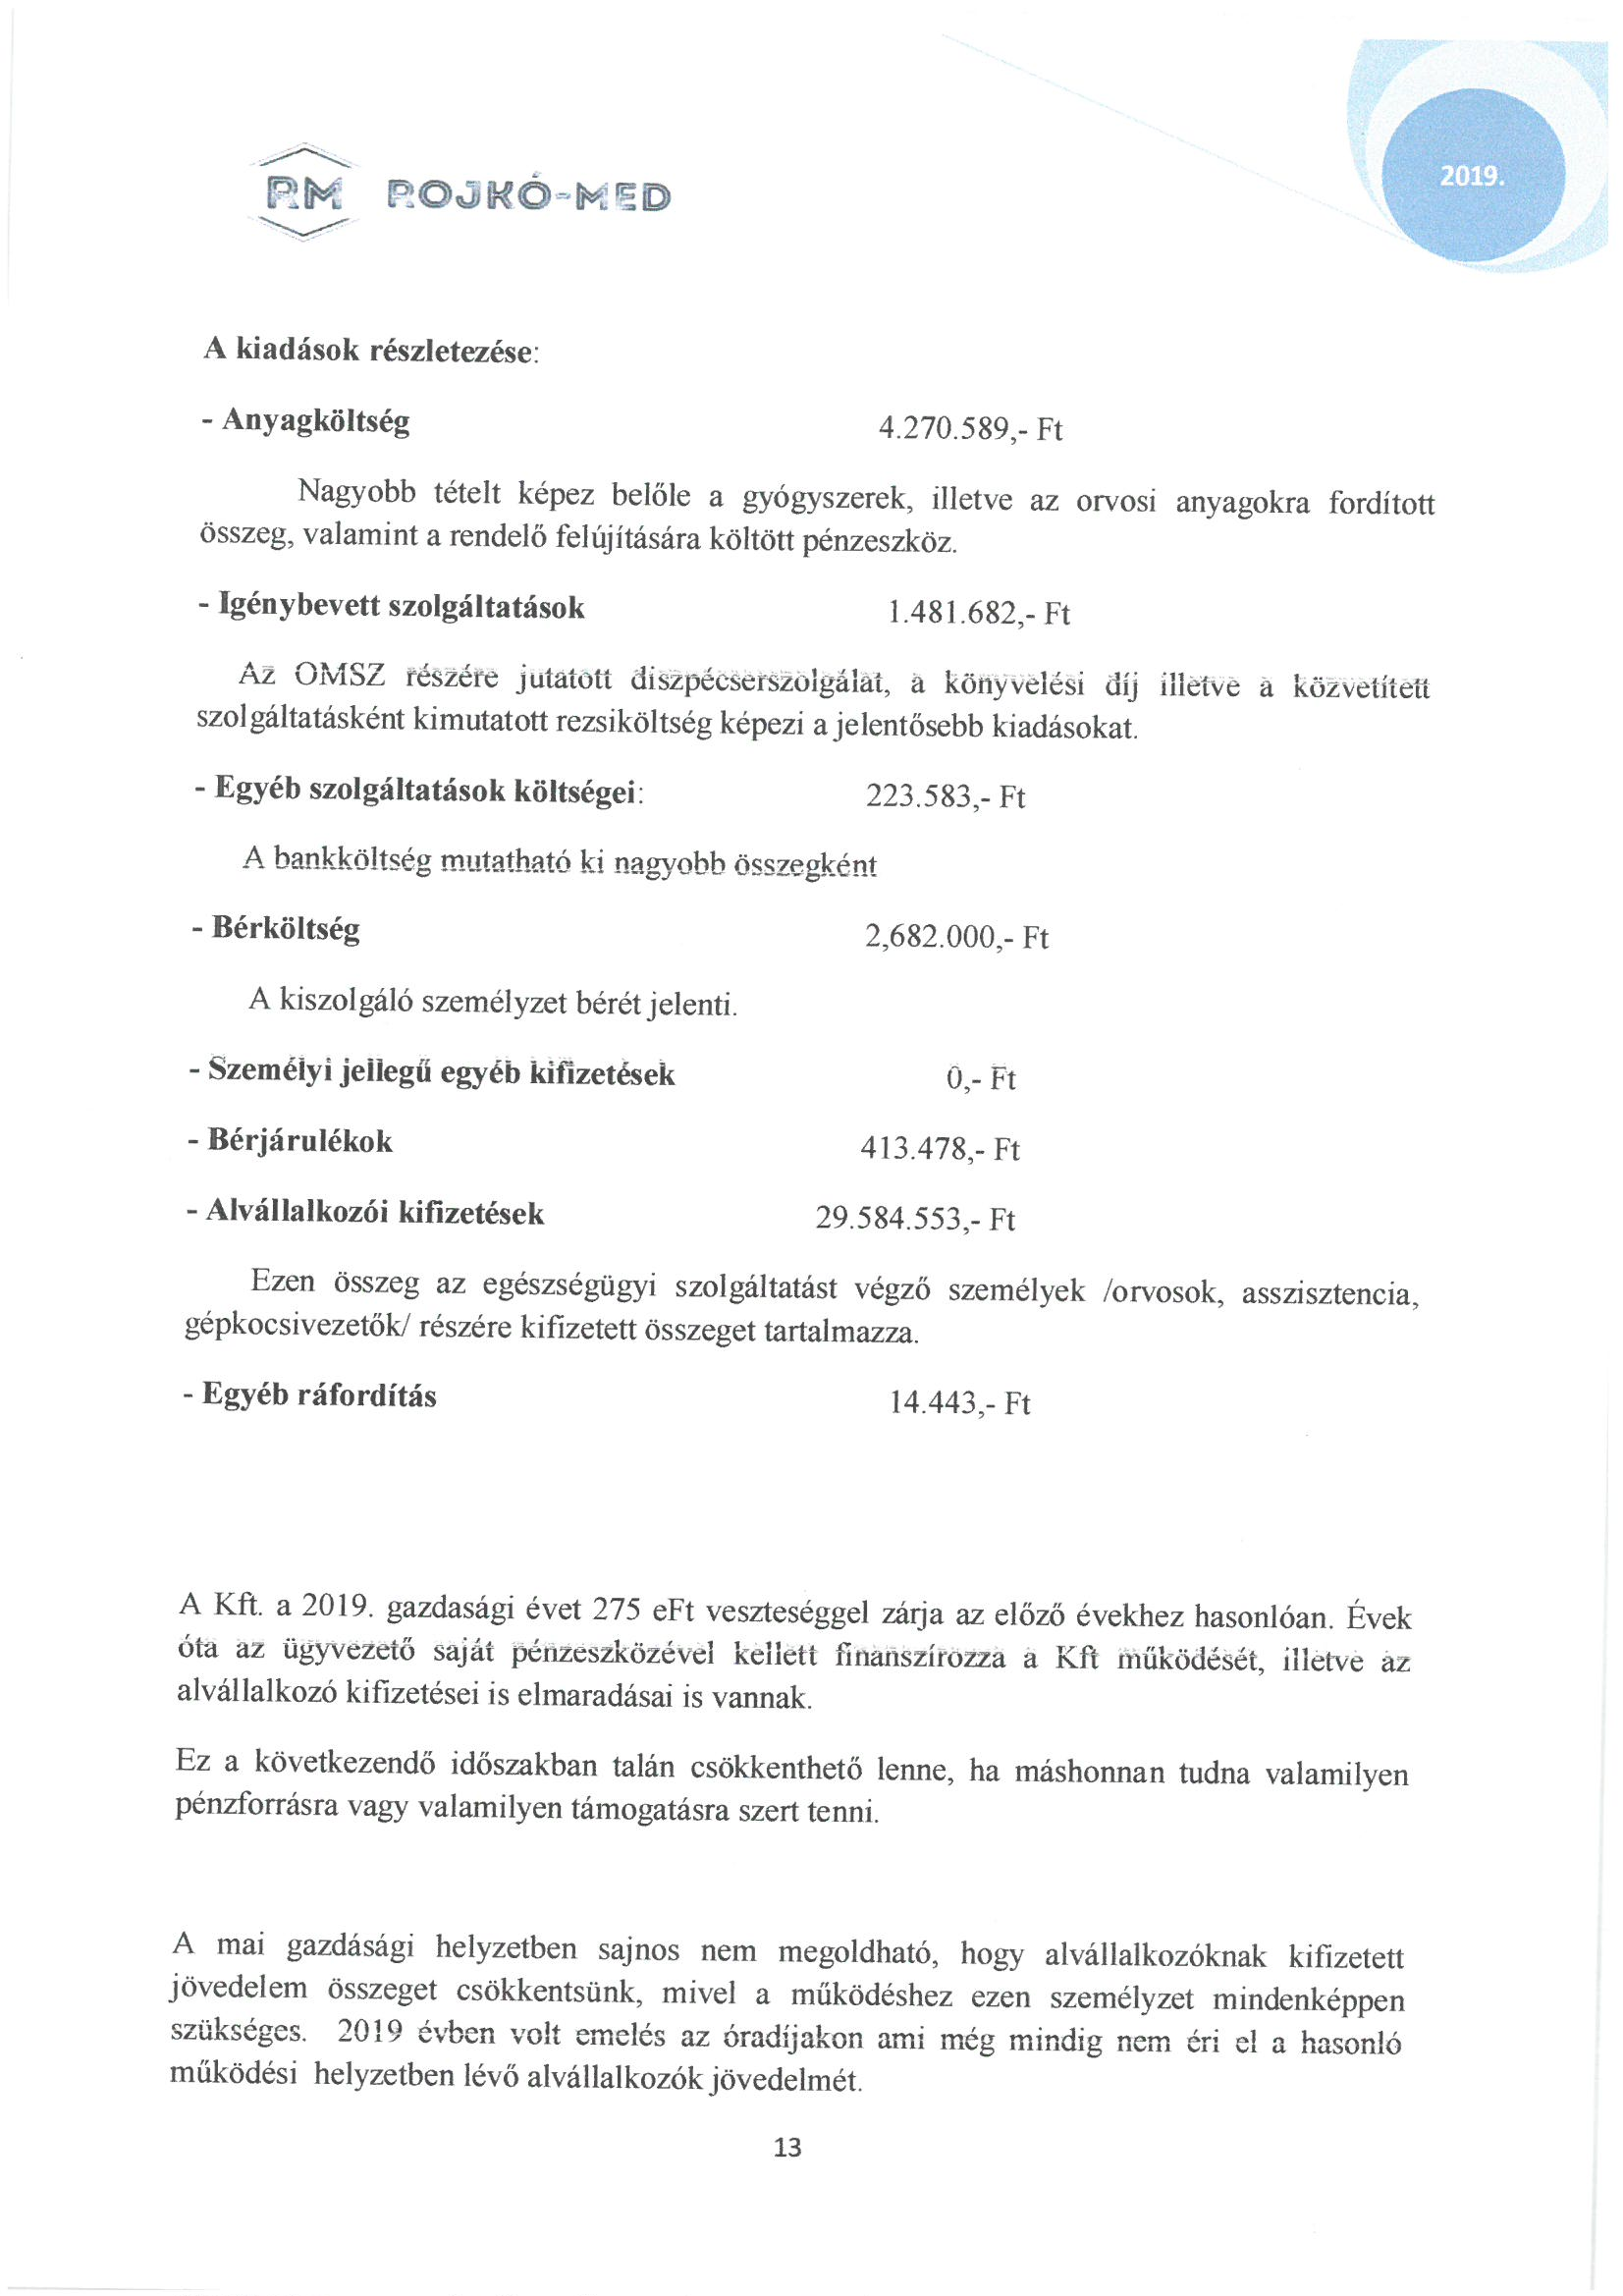 2019.
RM ROJKÓ-MED
A kiadások részletezése:
- Anyagköltség 4.270.589,- Ft
Nagyobb tételt képez belőle a gyógyszerek, illetve az orvosi anyagokra fordított
összeg, valamint a rendelő felújítására költött pénzeszköz.
- Igénybevett szolgáltatások 1.481.682,- Ft
Az OMSZ részére jutatott diszpécserszolgálat, a könyvelési díj illetve a közvetített
szolgáltatásként kimutatott rezsiköltség képezi a jelentősebb kiadásokat.
- Egyéb szolgáltatások költségei: 223.583,- Ft
A bankköltség mutatható ki nagyobb összegként
- Bérköltség 2,682.000,- Ft
A kiszolgáló személyzet bérét jelenti.
- Személyi jellegű egyéb kifizetések 0,- Ft
- Bérjárulékok 413.478,- Ft
- Alvállalkozói kifizetések 29.584.553,- Ft
Ezen összeg az egészségügyi szolgáltatást végző személyek /orvosok, asszisztencia,
gépkocsivezetők/ részére kifizetett összeget tartalmazza.
- Egyéb ráfordítás 14.443,- Ft
A Kft. a 2019. gazdasági évet 275 eFt veszteséggel zárja az előző évekhez hasonlóan. Évek
óta az ügyvezető saját pénzeszközével kellett finanszírozza a Kft működését, illetve az
alvállalkozó kifizetései is elmaradásai is vannak.
Ez a következendő időszakban talán csökkenthető lenne, ha máshonnan tudna valamilyen
pénzforrásra vagy valamilyen támogatásra szert tenni.
A mai gazdásági helyzetben sajnos nem megoldható, hogy alvállalkozóknak kifizetett
jövedelem összeget csökkentsünk, mivel a működéshez ezen személyzet mindenképpen
szükséges. 2019 évben volt emelés az óradíjakon ami még mindig nem éri el a hasonló
működési helyzetben lévő alvállalkozók jövedelmét.
13